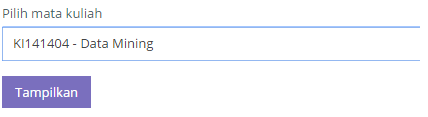 Pilih mata kuliah
KI141404 - Data Mining
Tampilkan